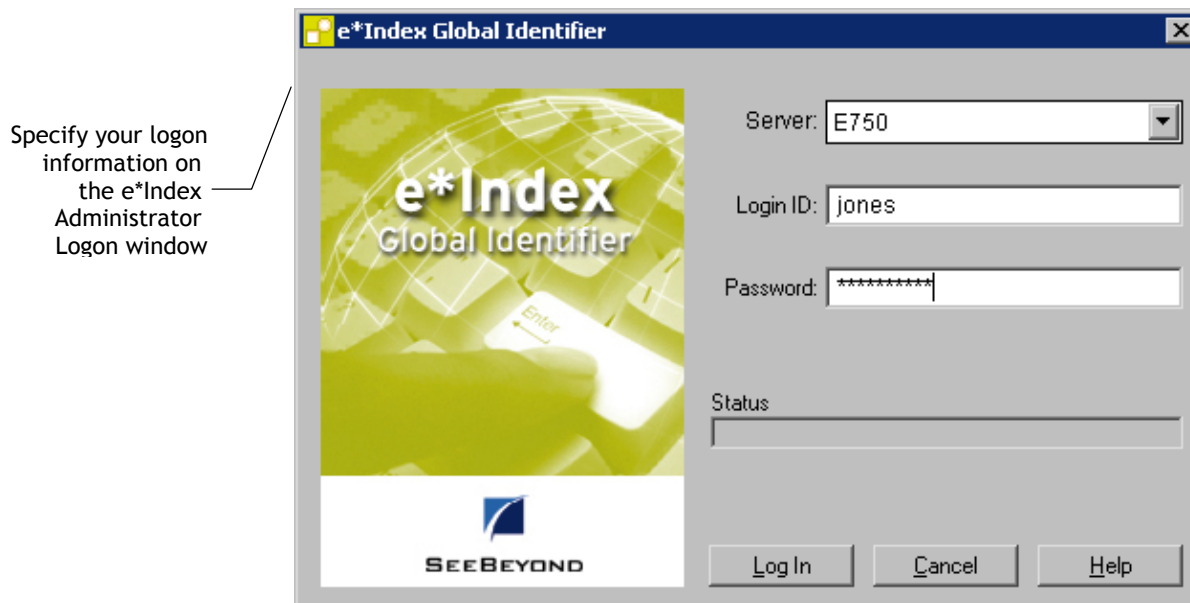 e*Index Global Identifier
Specify your logon
information on
the e*Index
Administrator
Logon window
e*Index
Global Identifier
Enter
SEEBEYOND
Server: E750
Login ID: jones
Password: **********
Status
Log In
Cancel
Help